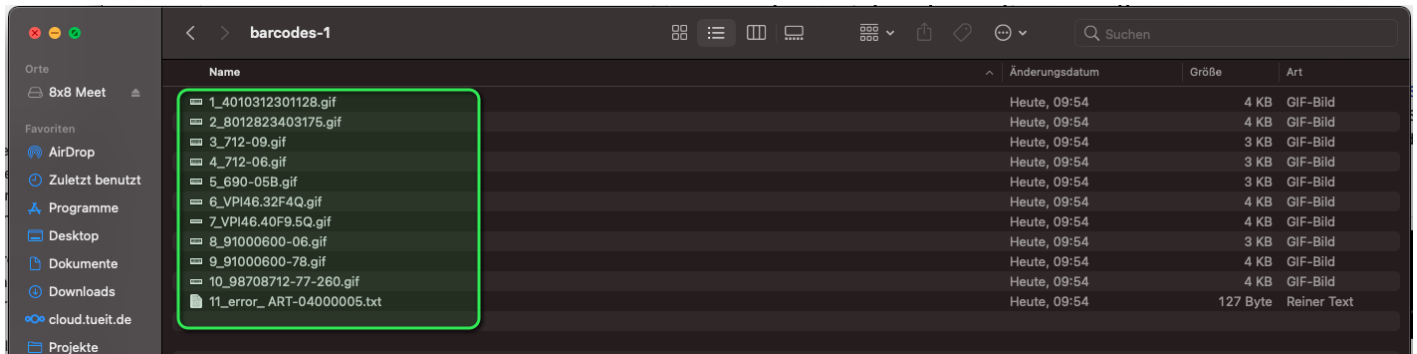 barcodes-1
Suchen
Orte
8x8 Meet
Favoriten
AirDrop
Zuletzt benutzt
Programme
Desktop
Dokumente
Downloads
cloud.tueit.de
Projekte
Name Änderungsdatum Größe Art
1_4010312301128.gif Heute, 09:54 4 KB GIF-Bild
2_8012823403175.gif Heute, 09:54 4 KB GIF-Bild
3_712-09.gif Heute, 09:54 3 KB GIF-Bild
4_712-06.gif Heute, 09:54 3 KB GIF-Bild
5_690-05B.gif Heute, 09:54 3 KB GIF-Bild
6_VPI46.32F4Q.gif Heute, 09:54 4 KB GIF-Bild
7_VPI46.40F9.5Q.gif Heute, 09:54 4 KB GIF-Bild
8_91000600-06.gif Heute, 09:54 3 KB GIF-Bild
9_91000600-78.gif Heute, 09:54 4 KB GIF-Bild
10_98708712-77-260.gif Heute, 09:54 4 KB GIF-Bild
11_error_ ART-04000005.txt Heute, 09:54 127 Byte Reiner Text